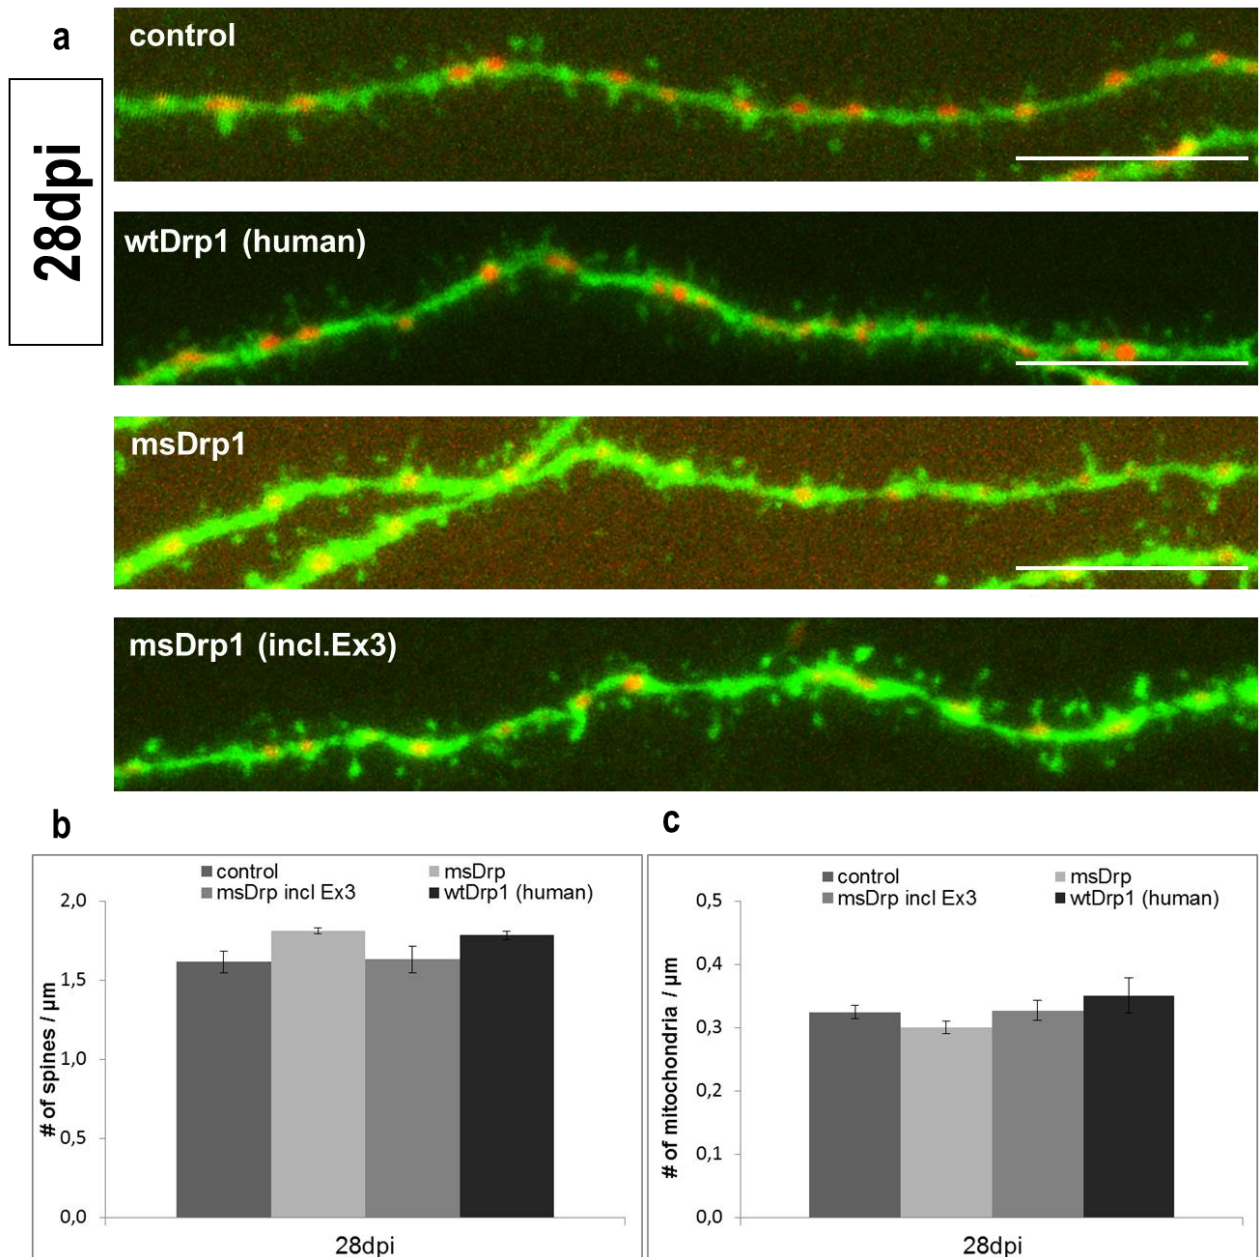 a
control
28dpi
wtDrp1 (human)
msDrp1
msDrp1 (incl.Ex3)
b
control
msDrp
msDrp incl Ex3
wtDrp1 (human)
# of spines / µm
2,0
1,5
1,0
0,5
0,0
28dpi
c
control
msDrp
msDrp incl Ex3
wtDrp1 (human)
# of mitochondria / µm
0,5
0,4
0,3
0,2
0,1
0,0
28dpi